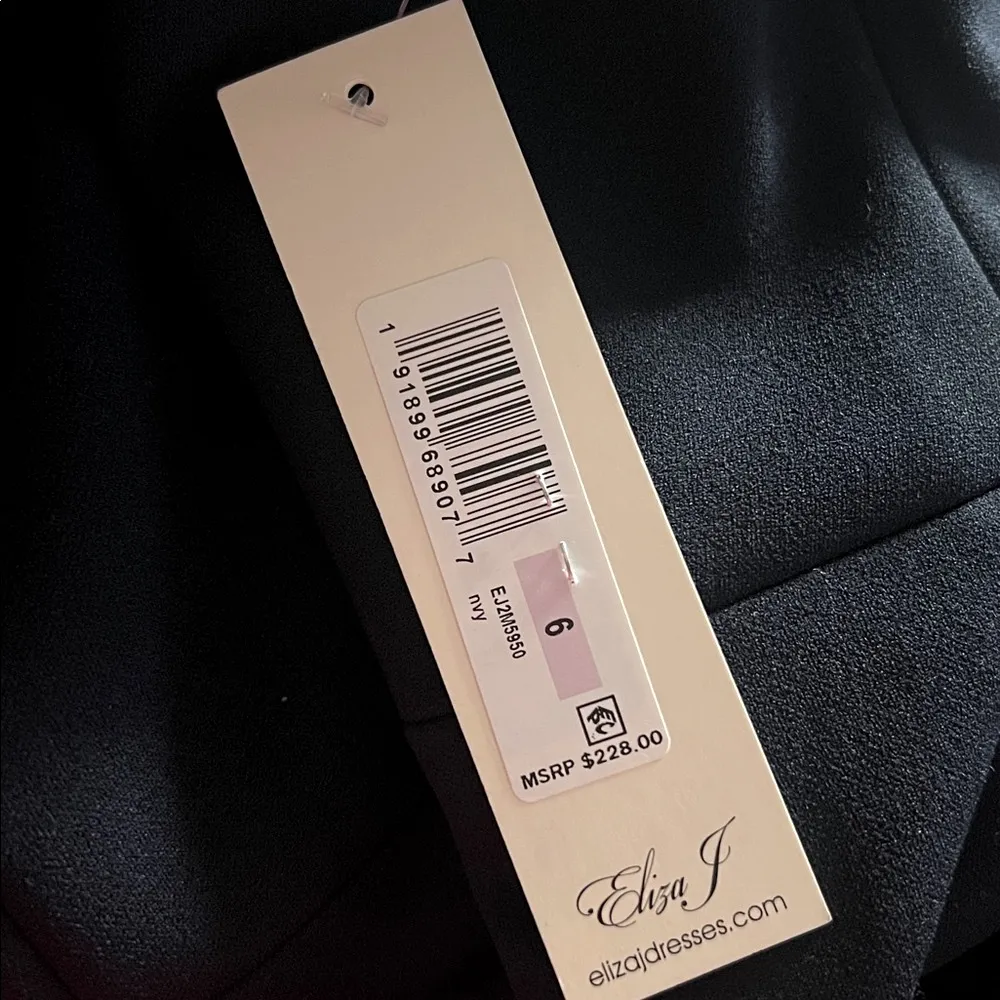 1 91899 68907 7
EJ2M5950
nvy
6
MSRP $228.00
Eliza J
elizajdresses.com